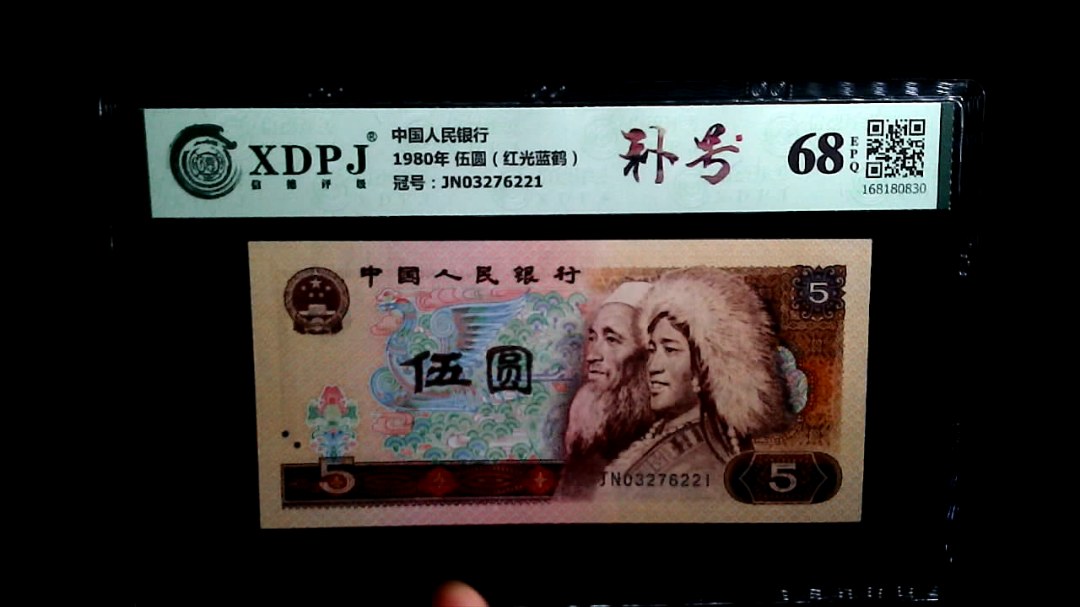 XDPJ®
信德评级
中国人民银行
1980年 伍圆（红光蓝鹤）
冠号：JN03276221
补号
68 EPQ
168180830
中国人民银行
5
伍圆
5
JN03276221
5